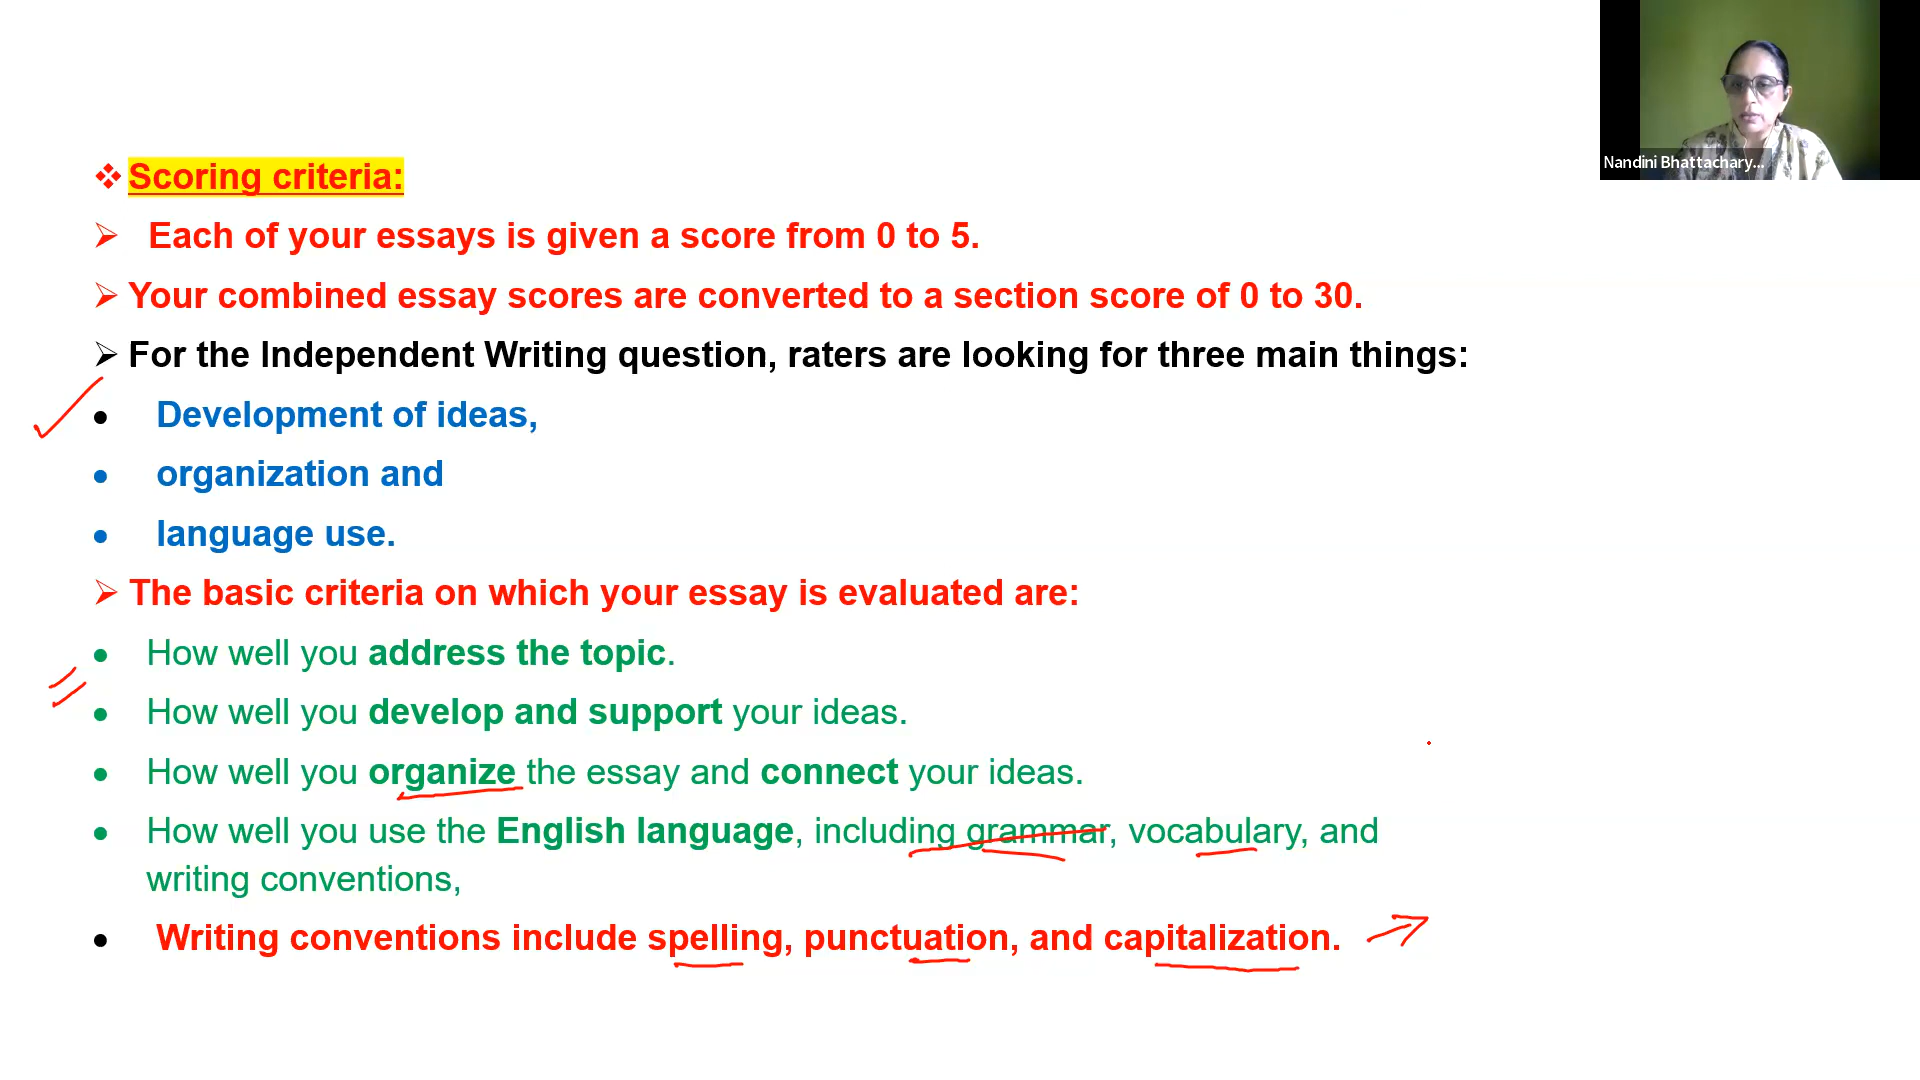 Nandini Bhattachary...
❖ Scoring criteria:
➢ Each of your essays is given a score from 0 to 5.
➢ Your combined essay scores are converted to a section score of 0 to 30.
➢ For the Independent Writing question, raters are looking for three main things:
• Development of ideas,
• organization and
• language use.
➢ The basic criteria on which your essay is evaluated are:
• How well you address the topic.
• How well you develop and support your ideas.
• How well you organize the essay and connect your ideas.
• How well you use the English language, including grammar, vocabulary, and
writing conventions,
• Writing conventions include spelling, punctuation, and capitalization.